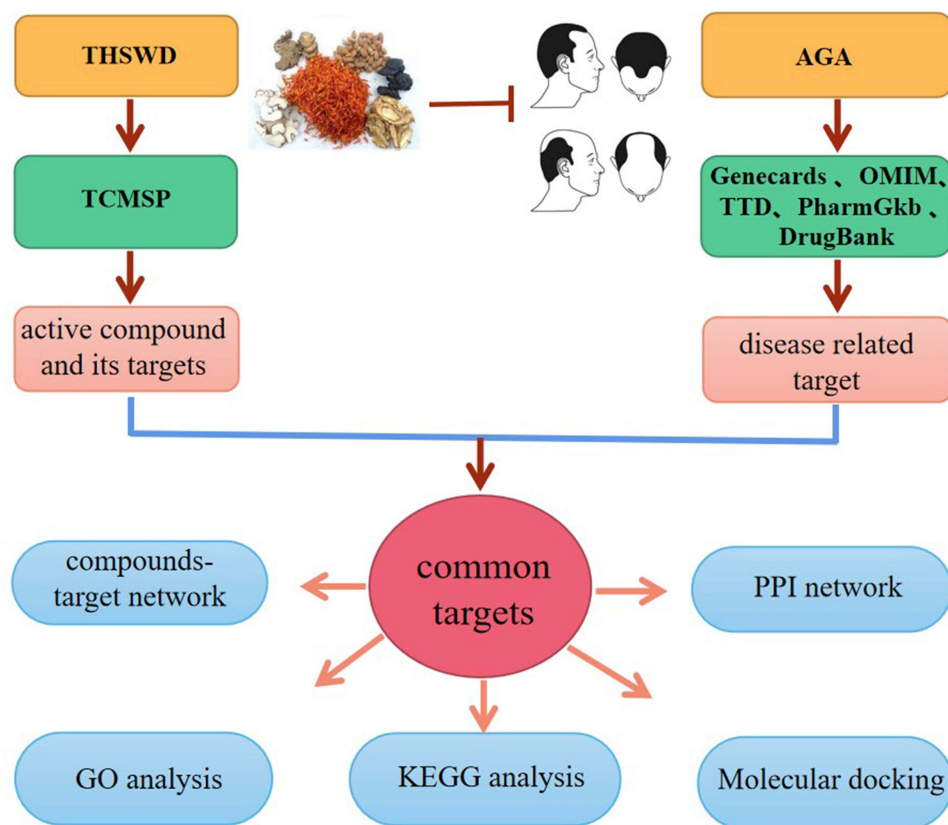 THSWD
AGA
TCMSP
Genecards 、OMIM、
TTD、PharmGkb 、
DrugBank
active compound
and its targets
disease related
target
common
targets
compounds-
target network
PPI network
GO analysis
KEGG analysis
Molecular docking